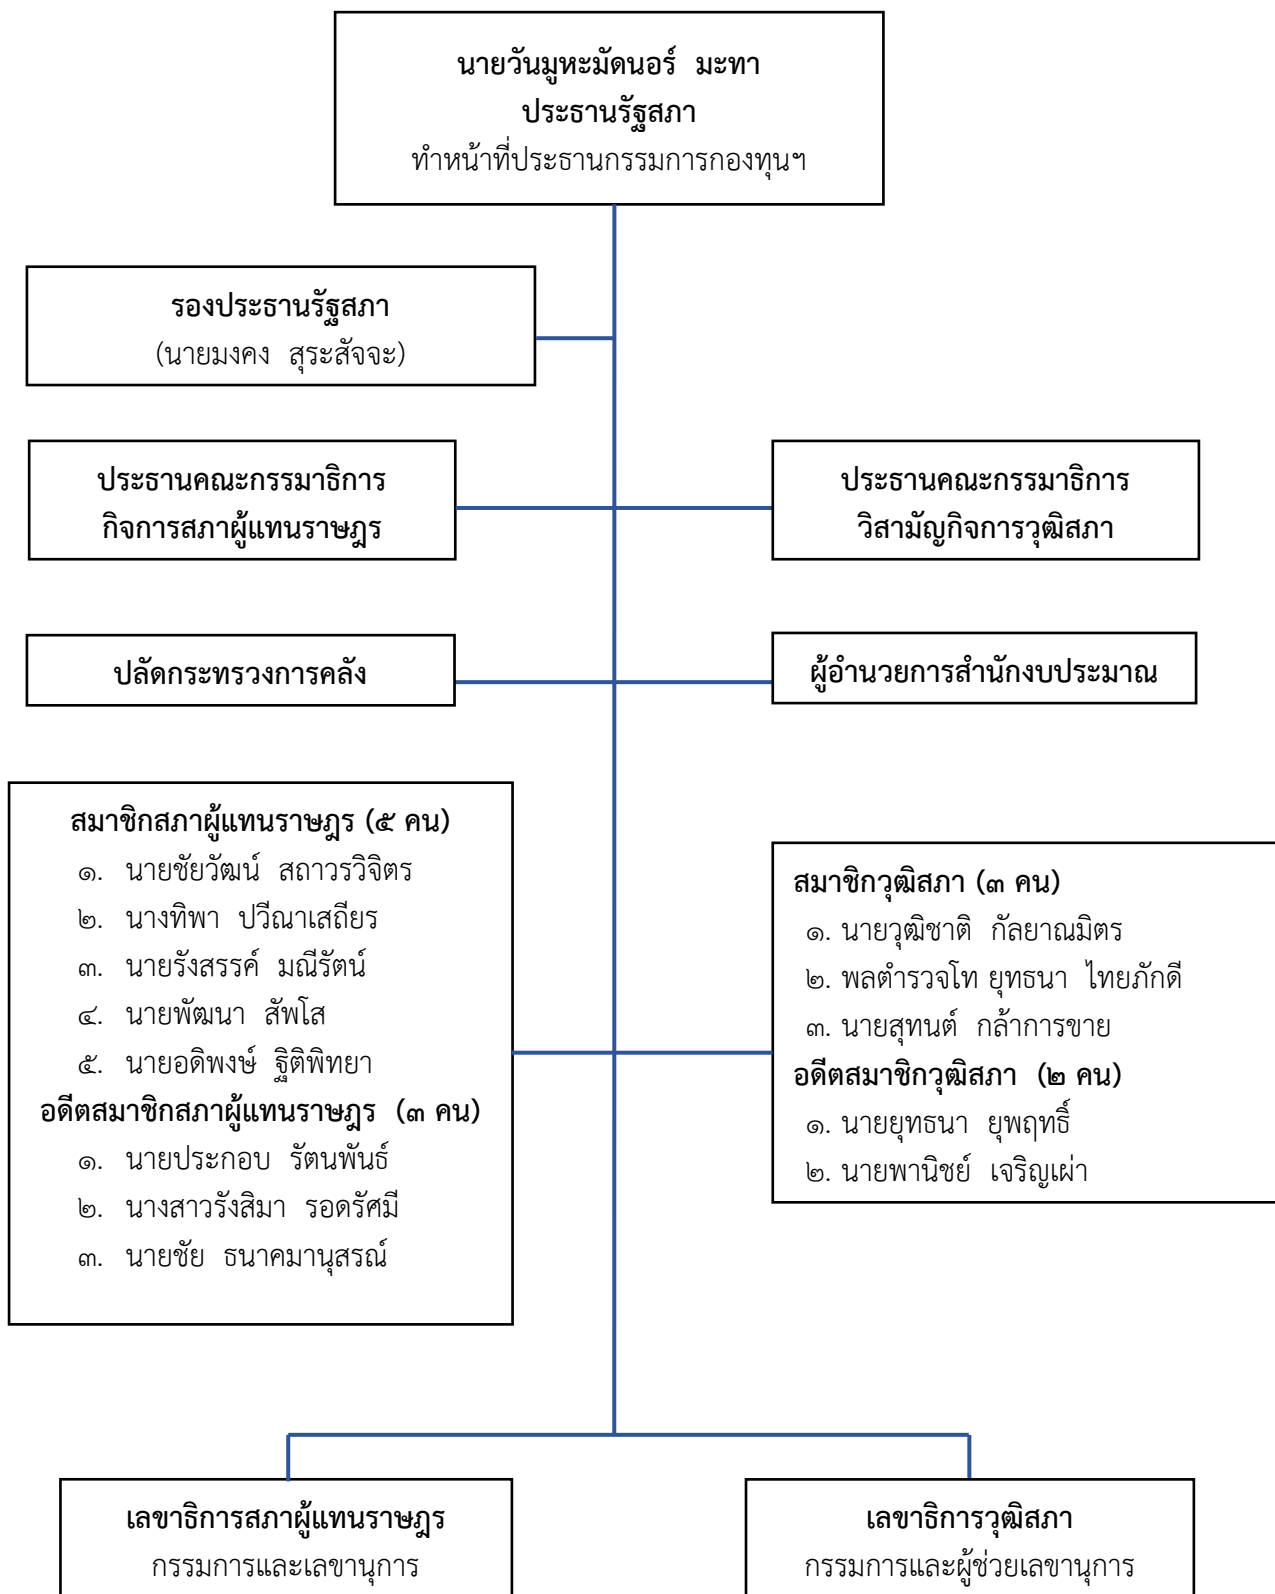 นายวันมูหะมัดนอร์ มะทา
ประธานรัฐสภา
ทำหน้าที่ประธานกรรมการกองทุนฯ
รองประธานรัฐสภา
(นายมงคง สุระสัจจะ)
ประธานคณะกรรมาธิการ
กิจการสภาผู้แทนราษฎร
ประธานคณะกรรมาธิการ
วิสามัญกิจการวุฒิสภา
ปลัดกระทรวงการคลัง
ผู้อำนวยการสำนักงบประมาณ
สมาชิกสภาผู้แทนราษฎร (๕ คน)
๑. นายชัยวัฒน์ สถาวรวิจิตร
๒. นางทิพา ปวีณาเสถียร
๓. นายรังสรรค์ มณีรัตน์
๔. นายพัฒนา สัพโส
๕. นายอดิพงษ์ ฐิติพิทยา
อดีตสมาชิกสภาผู้แทนราษฎร (๓ คน)
๑. นายประกอบ รัตนพันธ์
๒. นางสาวรังสิมา รอดรัศมี
๓. นายชัย ธนาคมานุสรณ์
สมาชิกวุฒิสภา (๓ คน)
๑. นายวุฒิชาติ กัลยาณมิตร
๒. พลตำรวจโท ยุทธนา ไทยภักดี
๓. นายสุทนต์ กล้าการขาย
อดีตสมาชิกวุฒิสภา (๒ คน)
๑. นายยุทธนา ยุพฤทธิ์
๒. นายพานิชย์ เจริญเผ่า
เลขาธิการสภาผู้แทนราษฎร
กรรมการและเลขานุการ
เลขาธิการวุฒิสภา
กรรมการและผู้ช่วยเลขานุการ